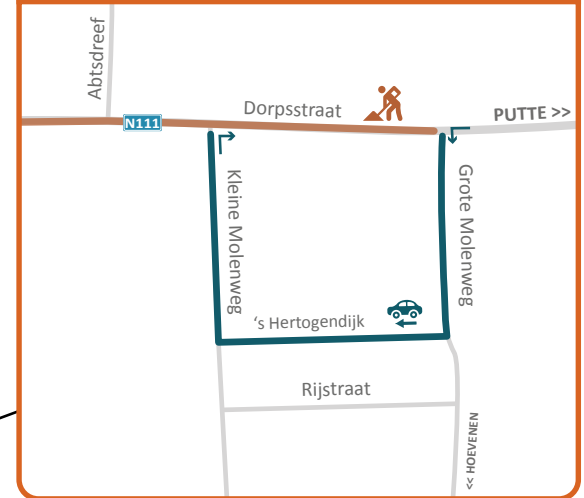 Abtsdreef
Dorpsstraat
PUTTE >>
N111
Kleine Molenweg
Grote Molenweg
‘s Hertogendijk
Rijstraat
<< HOEVENEN